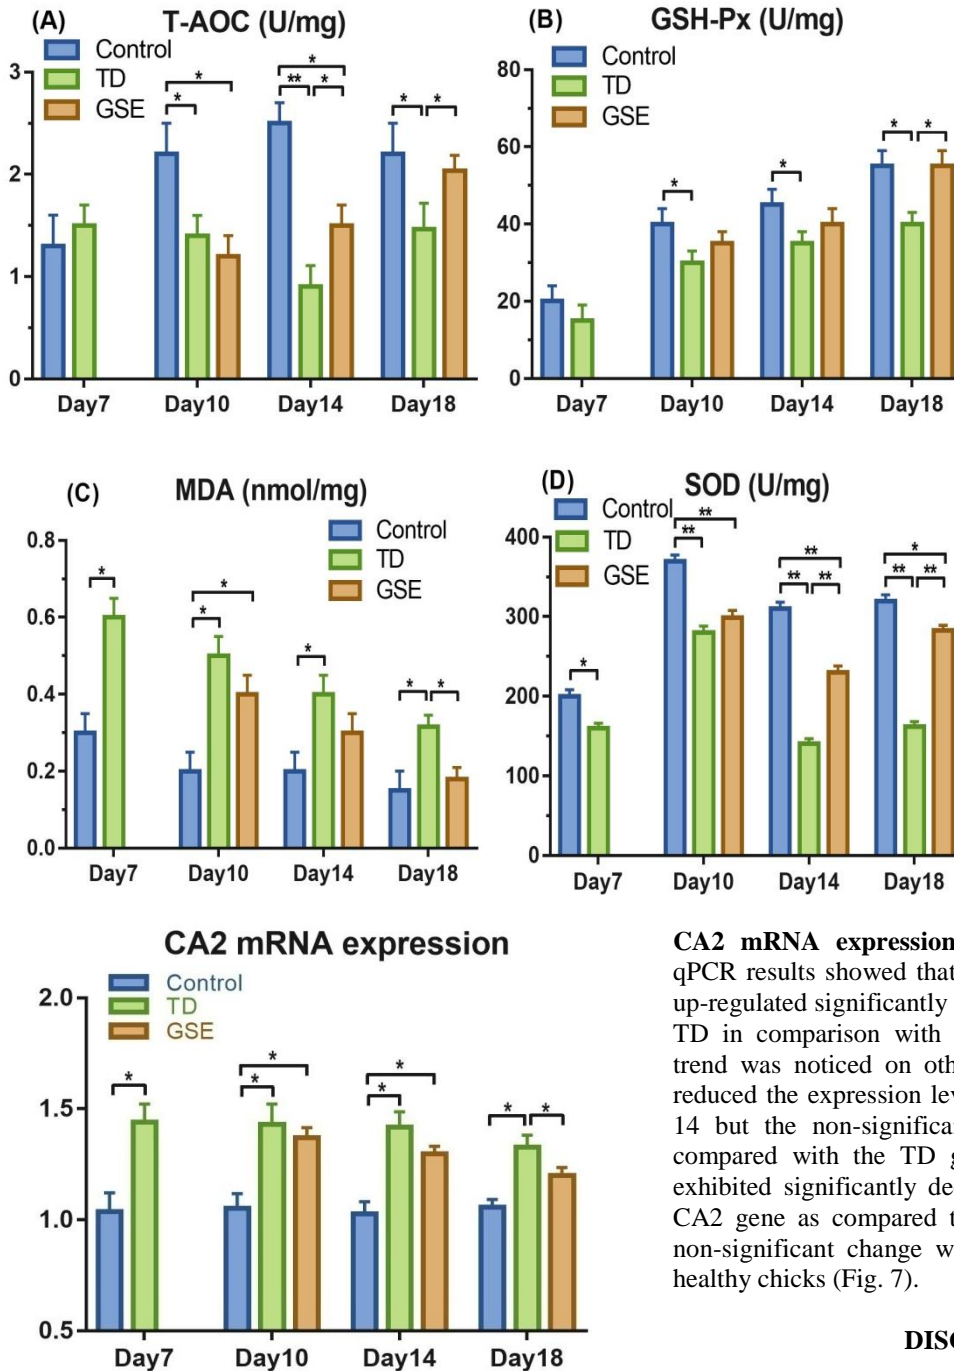 (A)
T-AOC (U/mg)
Control
TD
GSE
3
2
1
0
*
*
**
*
*
*
*
Day7 Day10 Day14 Day18
(B)
GSH-Px (U/mg)
Control
TD
GSE
80
60
40
20
0
*
*
*
*
Day7 Day10 Day14 Day18
(C)
MDA (nmol/mg)
Control
TD
GSE
0.8
0.6
0.4
0.2
0.0
*
*
*
*
*
*
Day7 Day10 Day14 Day18
(D)
SOD (U/mg)
Control
TD
GSE
400
300
200
100
0
*
**
**
**
**
**
*
**
**
Day7 Day10 Day14 Day18
CA2 mRNA expression
Control
TD
GSE
2.0
1.5
1.0
0.5
*
*
*
*
*
*
*
Day7 Day10 Day14 Day18
CA2 mRNA expression
qPCR results showed that
up-regulated significantly
TD in comparison with
trend was noticed on oth
reduced the expression lev
14 but the non-significan
compared with the TD g
exhibited significantly de
CA2 gene as compared t
non-significant change w
healthy chicks (Fig. 7).
DISC